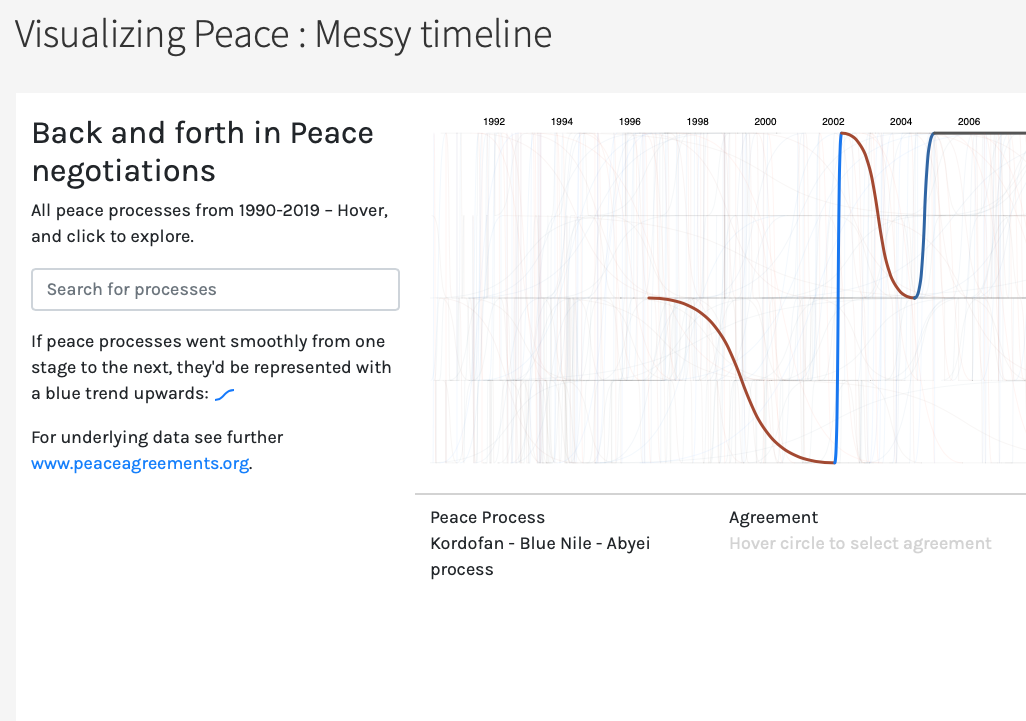 Visualizing Peace : Messy timeline
Back and forth in Peace
negotiations
All peace processes from 1990-2019 – Hover,
and click to explore.
Search for processes
If peace processes went smoothly from one
stage to the next, they'd be represented with
a blue trend upwards:
For underlying data see further
www.peaceagreements.org.
1992 1994 1996 1998 2000 2002 2004 2006
Peace Process
Kordofan - Blue Nile - Abyei
process
Agreement
Hover circle to select agreement